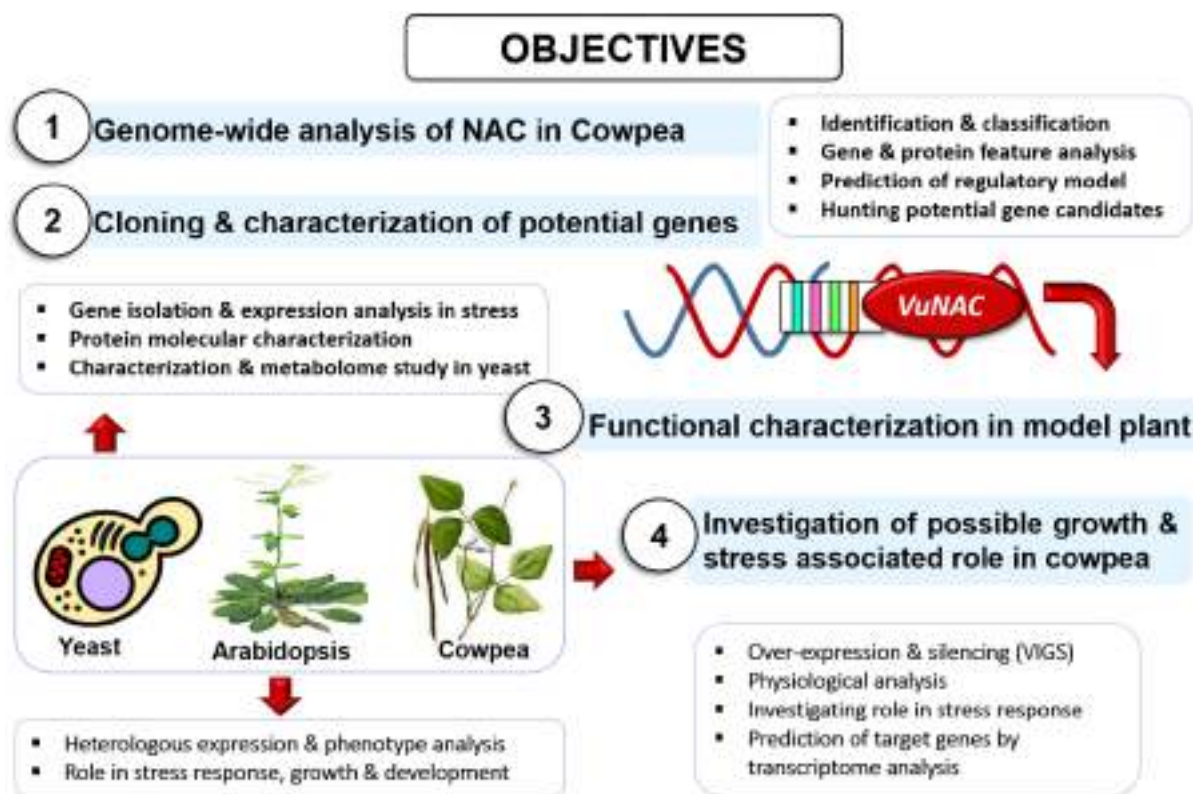 OBJECTIVES
1
Genome-wide analysis of NAC in Cowpea
▪ Identification & classification
▪ Gene & protein feature analysis
▪ Prediction of regulatory model
▪ Hunting potential gene candidates
2
Cloning & characterization of potential genes
▪ Gene isolation & expression analysis in stress
▪ Protein molecular characterization
▪ Characterization & metabolome study in yeast
VuNAC
3
Functional characterization in model plant
Yeast
Arabidopsis
Cowpea
▪ Heterologous expression & phenotype analysis
▪ Role in stress response, growth & development
4
Investigation of possible growth &
stress associated role in cowpea
▪ Over-expression & silencing (VIGS)
▪ Physiological analysis
▪ Investigating role in stress response
▪ Prediction of target genes by
transcriptome analysis